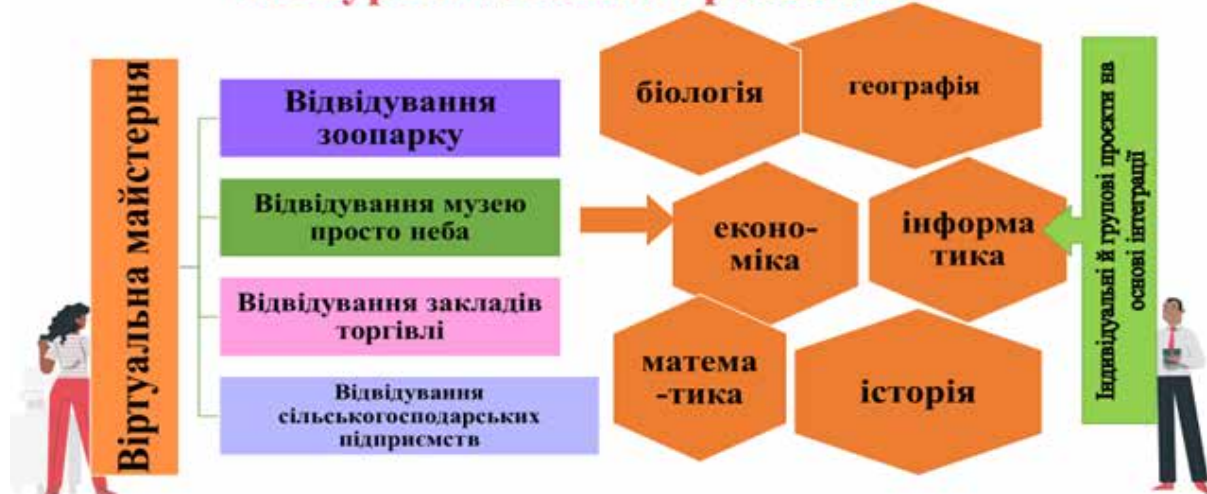 Віртуальна майстерня
Відвідування
зоопарку
Відвідування музею
просто неба
Відвідування закладів
торгівлі
Відвідування
сільськогосподарських
підприємств
біологія
географія
еконо-
міка
інформа
тика
матема
-тика
історія
Індивідуальні й групові проєкти на
основі інтеграції